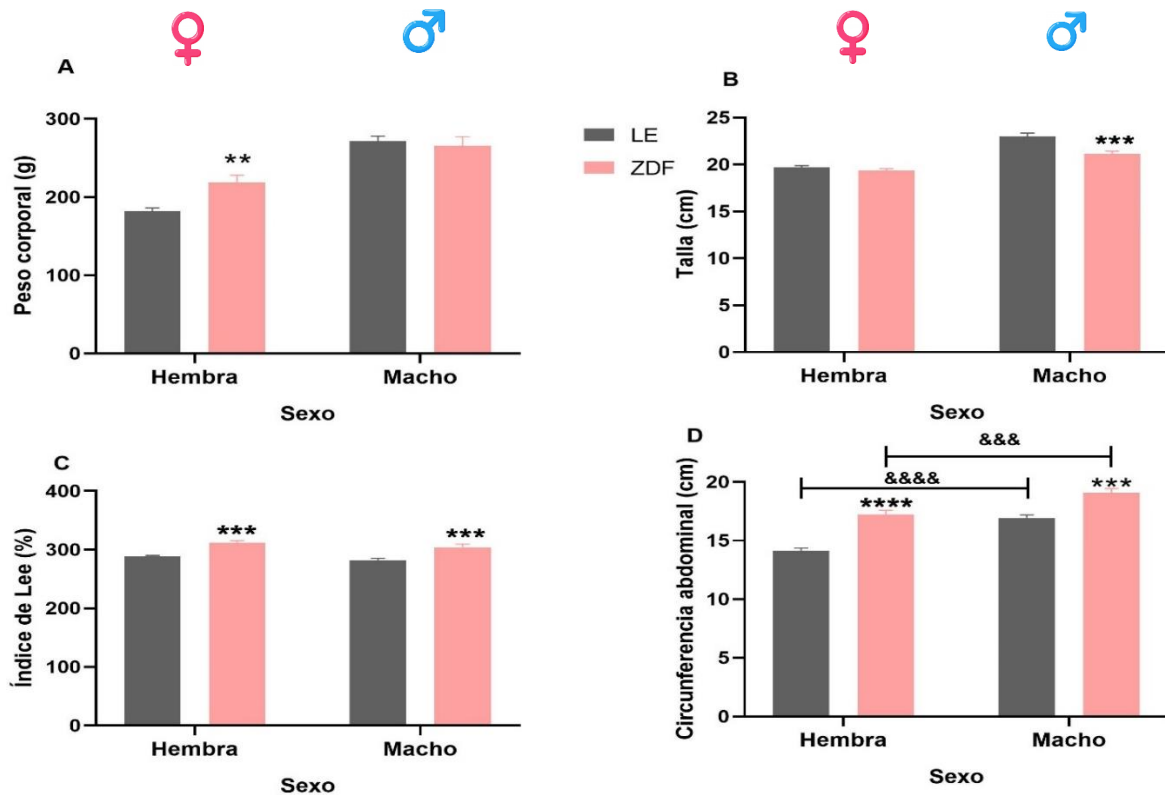 A
Peso corporal (g)
300
200
100
0
**
Hembra
Macho
Sexo
LE
ZDF
B
Talla (cm)
25
20
15
10
5
0
***
Hembra
Macho
Sexo
C
Índice de Lee (%)
400
300
200
100
0
***
***
Hembra
Macho
Sexo
D
Circunferencia abdominal (cm)
20
15
10
5
0
&&&
&&&&
****
***
Hembra
Macho
Sexo